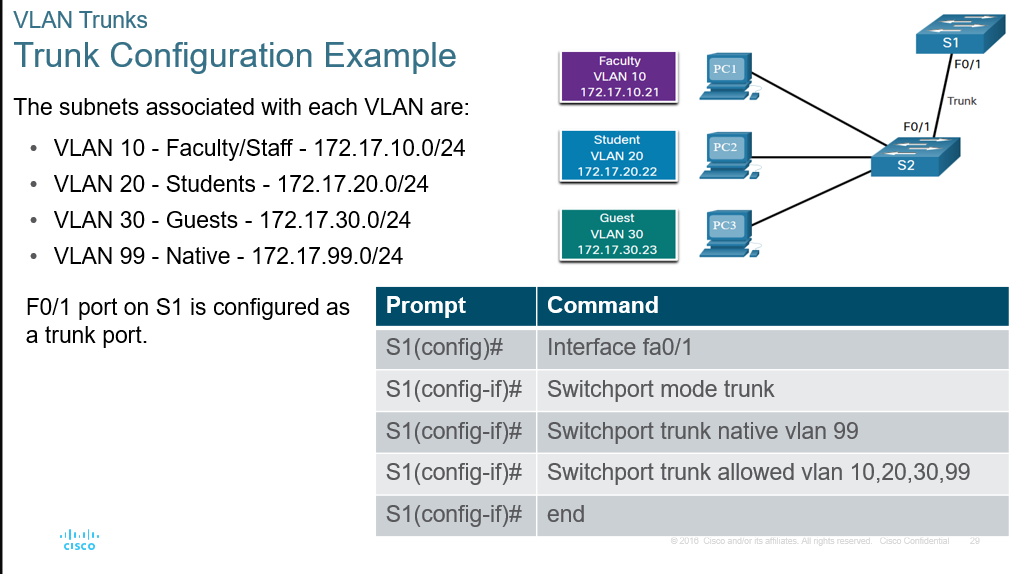 VLAN Trunks
Trunk Configuration Example
The subnets associated with each VLAN are:
• VLAN 10 - Faculty/Staff - 172.17.10.0/24
• VLAN 20 - Students - 172.17.20.0/24
• VLAN 30 - Guests - 172.17.30.0/24
• VLAN 99 - Native - 172.17.99.0/24
F0/1 port on S1 is configured as
a trunk port.
Faculty
VLAN 10
172.17.10.21
PC1
Student
VLAN 20
172.17.20.22
PC2
Guest
VLAN 30
172.17.30.23
PC3
S1
F0/1
Trunk
F0/1
S2
Prompt Command
S1(config)# Interface fa0/1
S1(config-if)# Switchport mode trunk
S1(config-if)# Switchport trunk native vlan 99
S1(config-if)# Switchport trunk allowed vlan 10,20,30,99
S1(config-if)# end
CISCO
© 2016 Cisco and/or its affiliates. All rights reserved. Cisco Confidential 29